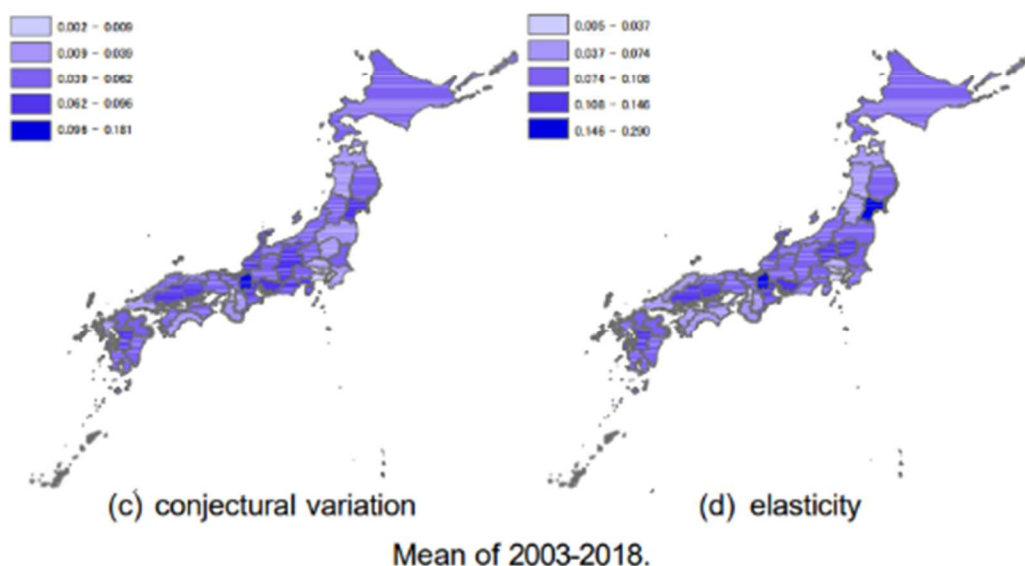 0.002 - 0.009
0.009 - 0.039
0.039 - 0.062
0.062 - 0.096
0.096 - 0.181
0.005 - 0.037
0.037 - 0.074
0.074 - 0.108
0.108 - 0.146
0.146 - 0.290
(c) conjectural variation
(d) elasticity
Mean of 2003-2018.